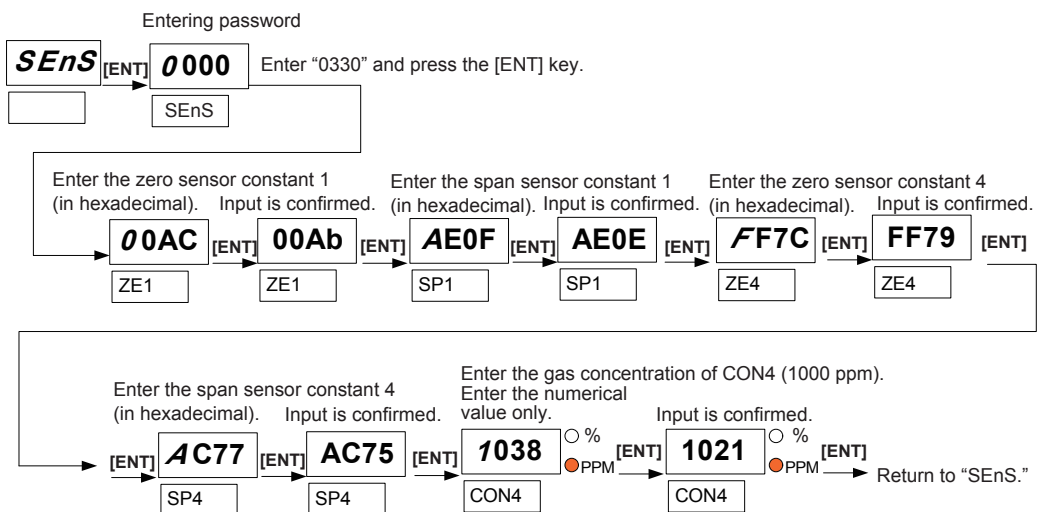 Entering password
SEnS
[ENT]
0000
Enter “0330” and press the [ENT] key.
SEnS
Enter the zero sensor constant 1
(in hexadecimal).
Input is confirmed.
Enter the span sensor constant 1
(in hexadecimal).
Input is confirmed.
Enter the zero sensor constant 4
(in hexadecimal).
Input is confirmed.
00AC
[ENT]
00Ab
[ENT]
AE0F
[ENT]
AE0E
[ENT]
FF7C
[ENT]
FF79
[ENT]
ZE1
ZE1
SP1
SP1
ZE4
ZE4
Enter the span sensor constant 4
(in hexadecimal).
Input is confirmed.
Enter the gas concentration of CON4 (1000 ppm).
Enter the numerical
value only.
Input is confirmed.
[ENT]
AC77
[ENT]
AC75
[ENT]
1038
%
PPM
[ENT]
1021
%
PPM
[ENT]
Return to “SEnS.”
SP4
SP4
CON4
CON4